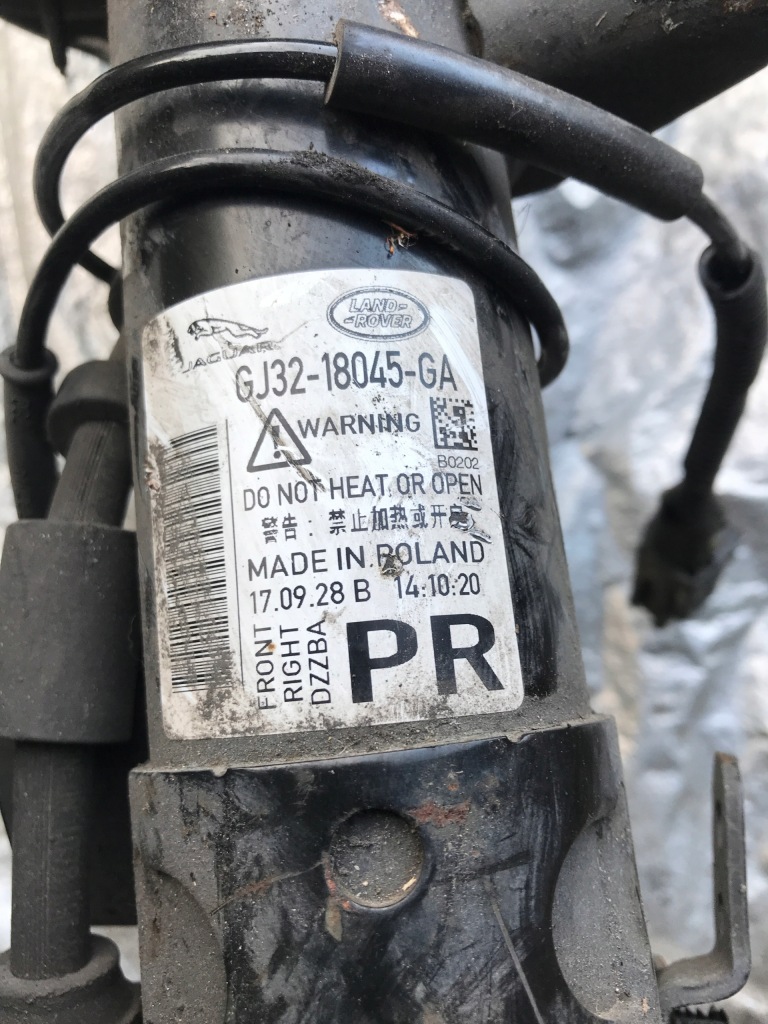 JAGUAR
LAND-
-ROVER
GJ32-18045-GA
WARNING
B0202
DO NOT HEAT OR OPEN
警告: 禁止加热或开启
MADE IN POLAND
17.09.28 B 14:10:20
FRONT
RIGHT
DZZBA
PR